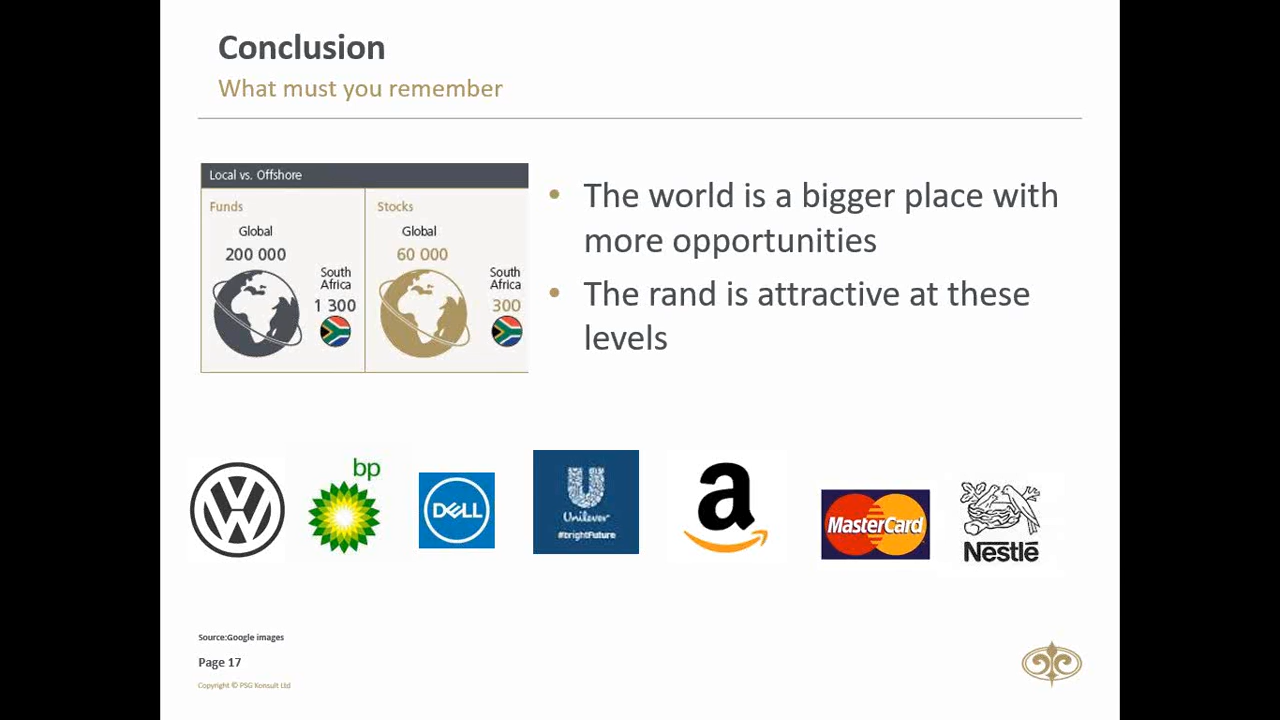 Conclusion
What must you remember
Local vs. Offshore
Funds
Global
200 000
South
Africa
1 300
Stocks
Global
60 000
South
Africa
300
• The world is a bigger place with
more opportunities
• The rand is attractive at these
levels
VW
bp
DELL
Unilever
#brightFuture
a
MasterCard
Nestlé
Source:Google images
Page 17
Copyright © PSG Konsult Ltd